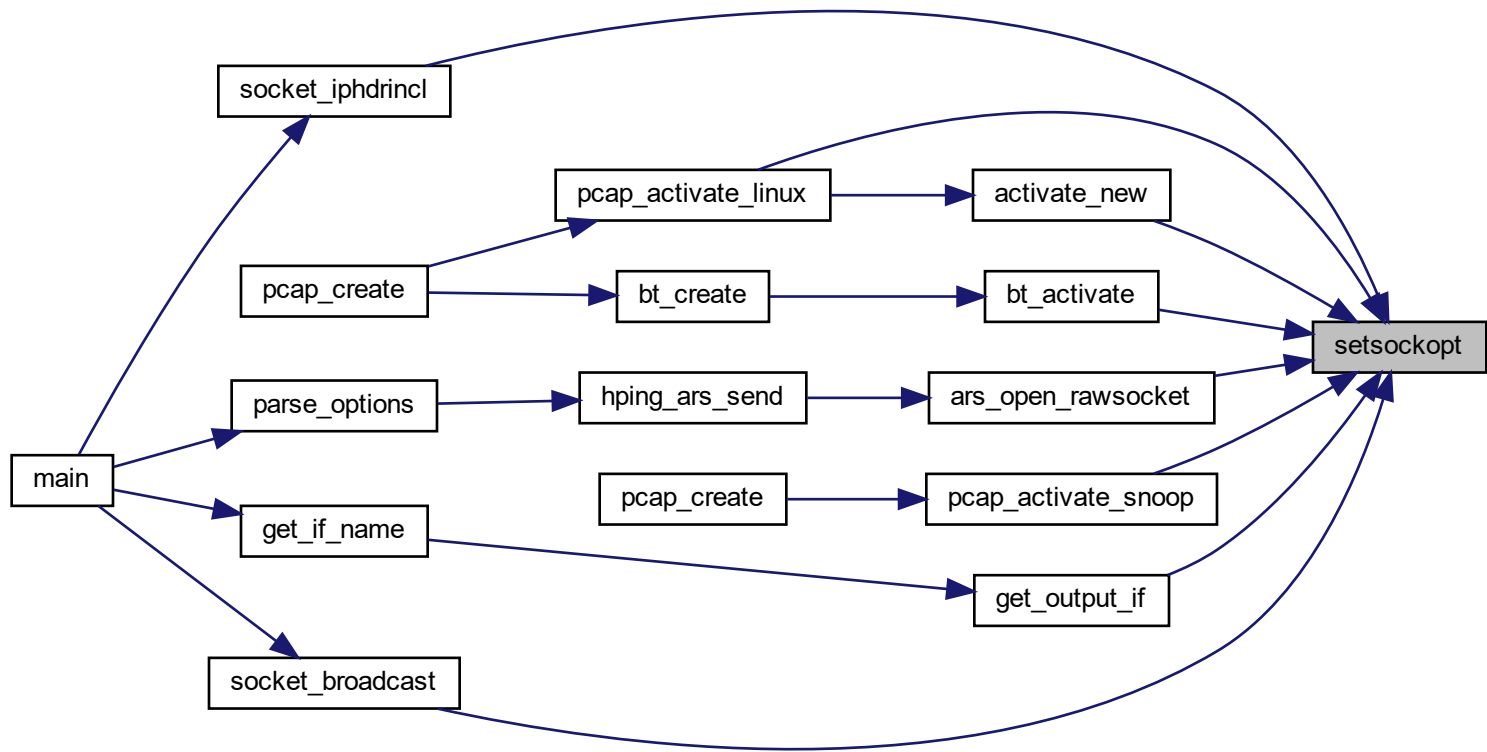 socket_iphdrincl
pcap_activate_linux
activate_new
pcap_create
bt_create
bt_activate
setsockopt
parse_options
hping_ars_send
ars_open_rawsocket
main
pcap_create
pcap_activate_snoop
get_if_name
get_output_if
socket_broadcast